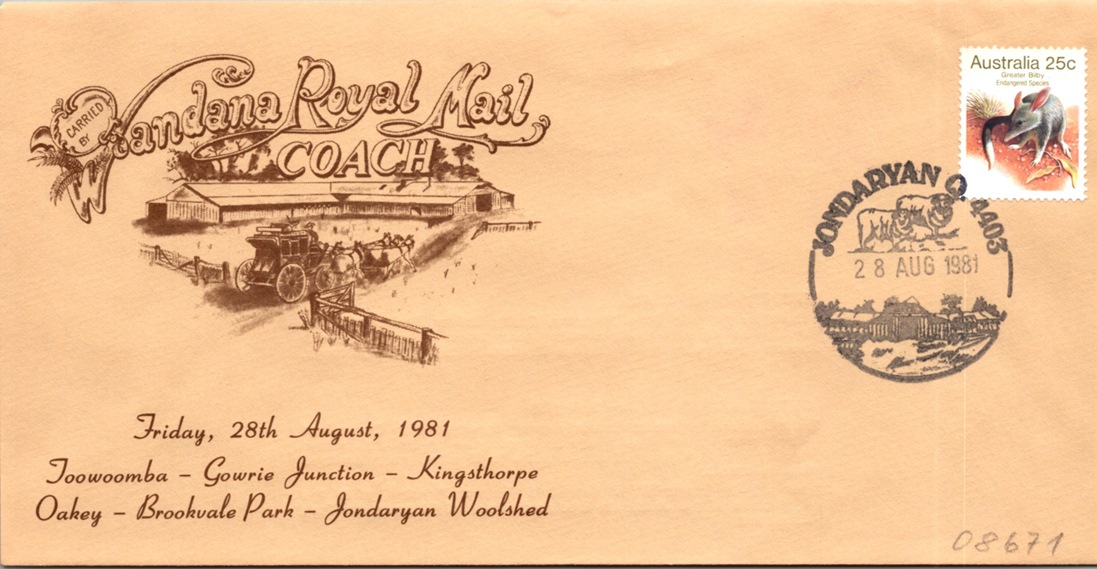 CARRIED
BY
Wandana Royal Mail
COACH
Australia 25c
Greater Bilby
Endangered Species
JONDARYAN Q. 4403
28 AUG 1981
Friday, 28th August, 1981
Toowoomba – Gowrie Junction – Kingsthorpe
Oakey – Brookvale Park – Jondaryan Woolshed
08671